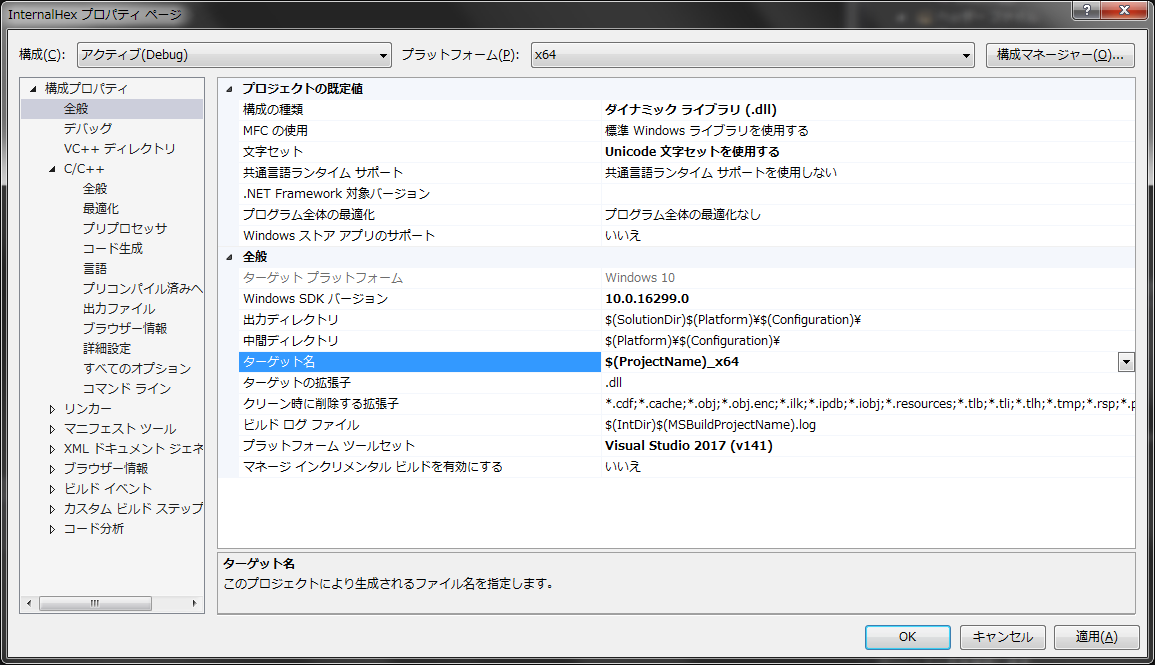 InternalHex プロパティ ページ
構成(C): アクティブ(Debug) プラットフォーム(P): x64 構成マネージャー(O)...
構成プロパティ
全般
デバッグ
VC++ ディレクトリ
C/C++
全般
最適化
プリプロセッサ
コード生成
言語
プリコンパイル済みヘ
出力ファイル
ブラウザー情報
詳細設定
すべてのオプション
コマンド ライン
リンカー
マニフェスト ツール
XML ドキュメント ジェネ
ブラウザー情報
ビルド イベント
カスタム ビルド ステップ
コード分析
プロジェクトの既定値
構成の種類 ダイナミック ライブラリ (.dll)
MFC の使用 標準 Windows ライブラリを使用する
文字セット Unicode 文字セットを使用する
共通言語ランタイム サポート 共通言語ランタイム サポートを使用しない
.NET Framework 対象バージョン
プログラム全体の最適化 プログラム全体の最適化なし
Windows ストア アプリのサポート いいえ
全般
ターゲット プラットフォーム Windows 10
Windows SDK バージョン 10.0.16299.0
出力ディレクトリ $(SolutionDir)$(Platform)¥$(Configuration)¥
中間ディレクトリ $(Platform)¥$(Configuration)¥
ターゲット名 $(ProjectName)_x64
ターゲットの拡張子 .dll
クリーン時に削除する拡張子 *.cdf;*.cache;*.obj;*.obj.enc;*.ilk;*.ipdb;*.iobj;*.resources;*.tlb;*.tli;*.tlh;*.tmp;*.rsp;*.p
ビルド ログ ファイル $(IntDir)$(MSBuildProjectName).log
プラットフォーム ツールセット Visual Studio 2017 (v141)
マネージ インクリメンタル ビルドを有効にする いいえ
ターゲット名
このプロジェクトにより生成されるファイル名を指定します。
OK キャンセル 適用(A)